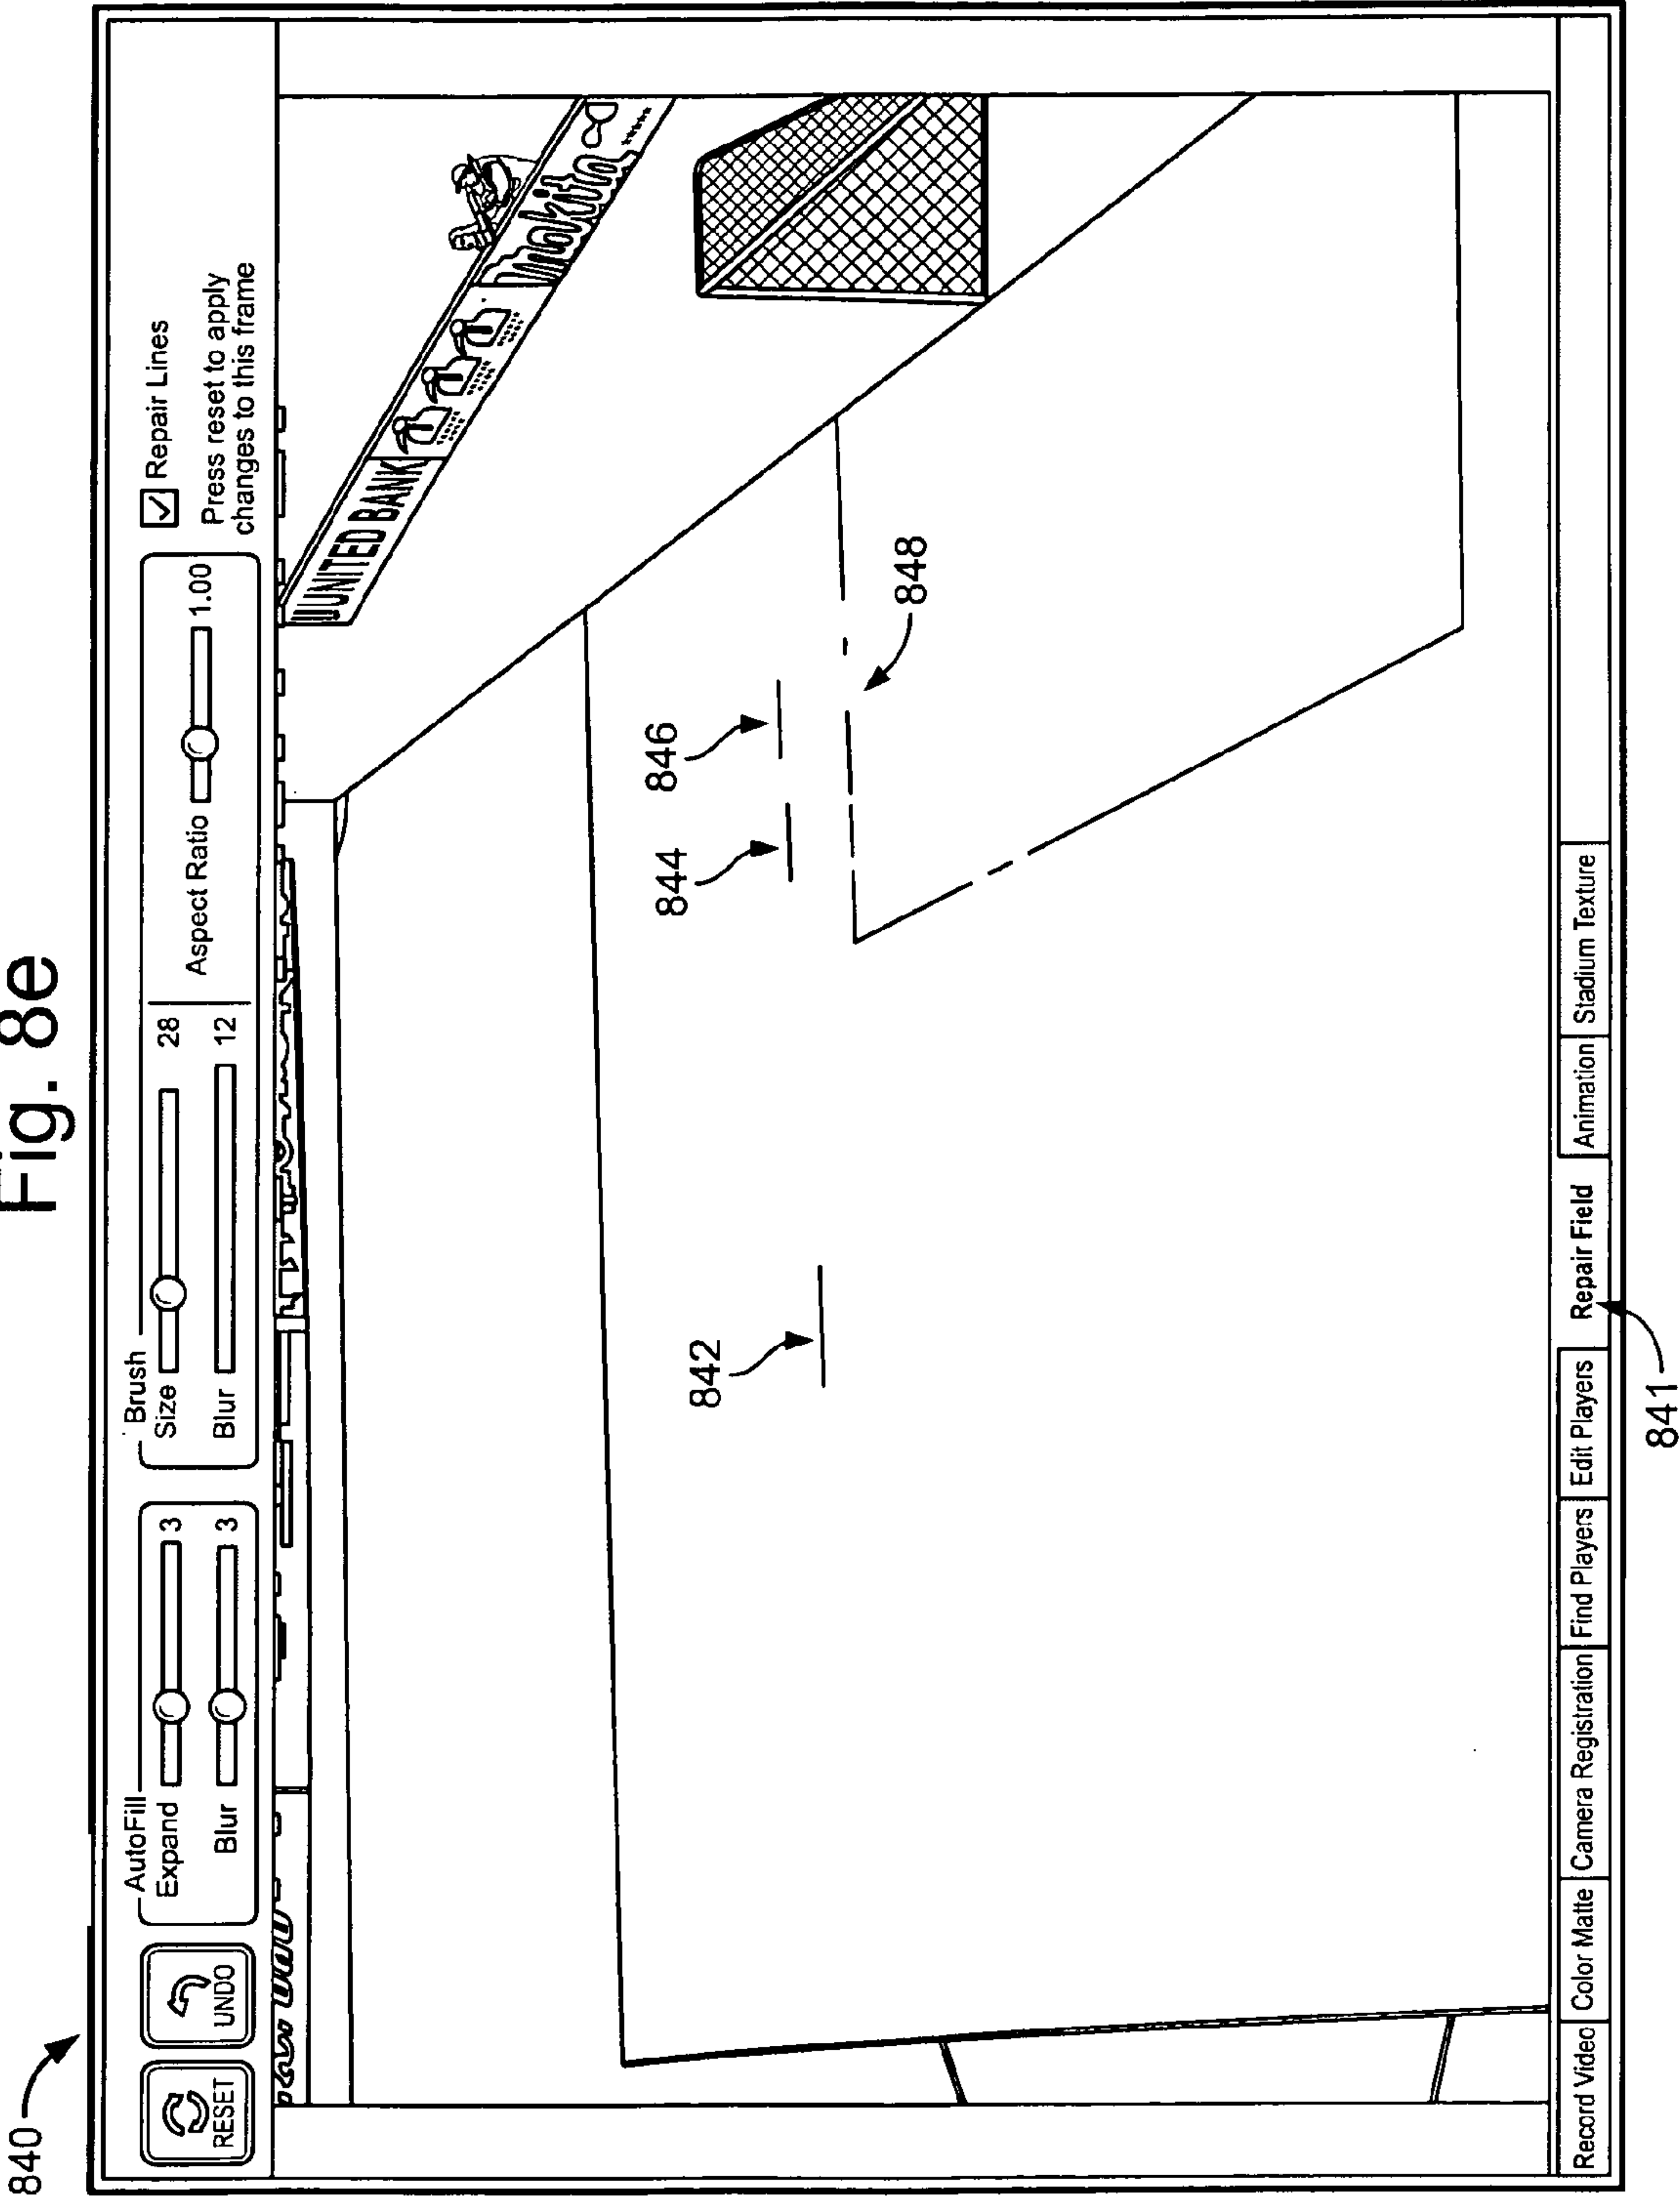 Fig. 8e
840
RESET
UNDO
AutoFill
Expand 3
Blur 3
Brush
Size 28
Blur 12
Aspect Ratio 1.00
Repair Lines
Press reset to apply
changes to this frame
UNITED BANK
makita
846
844
842
848
Record Video Color Matte Camera Registration Find Players Edit Players Repair Field Animation Stadium Texture
841